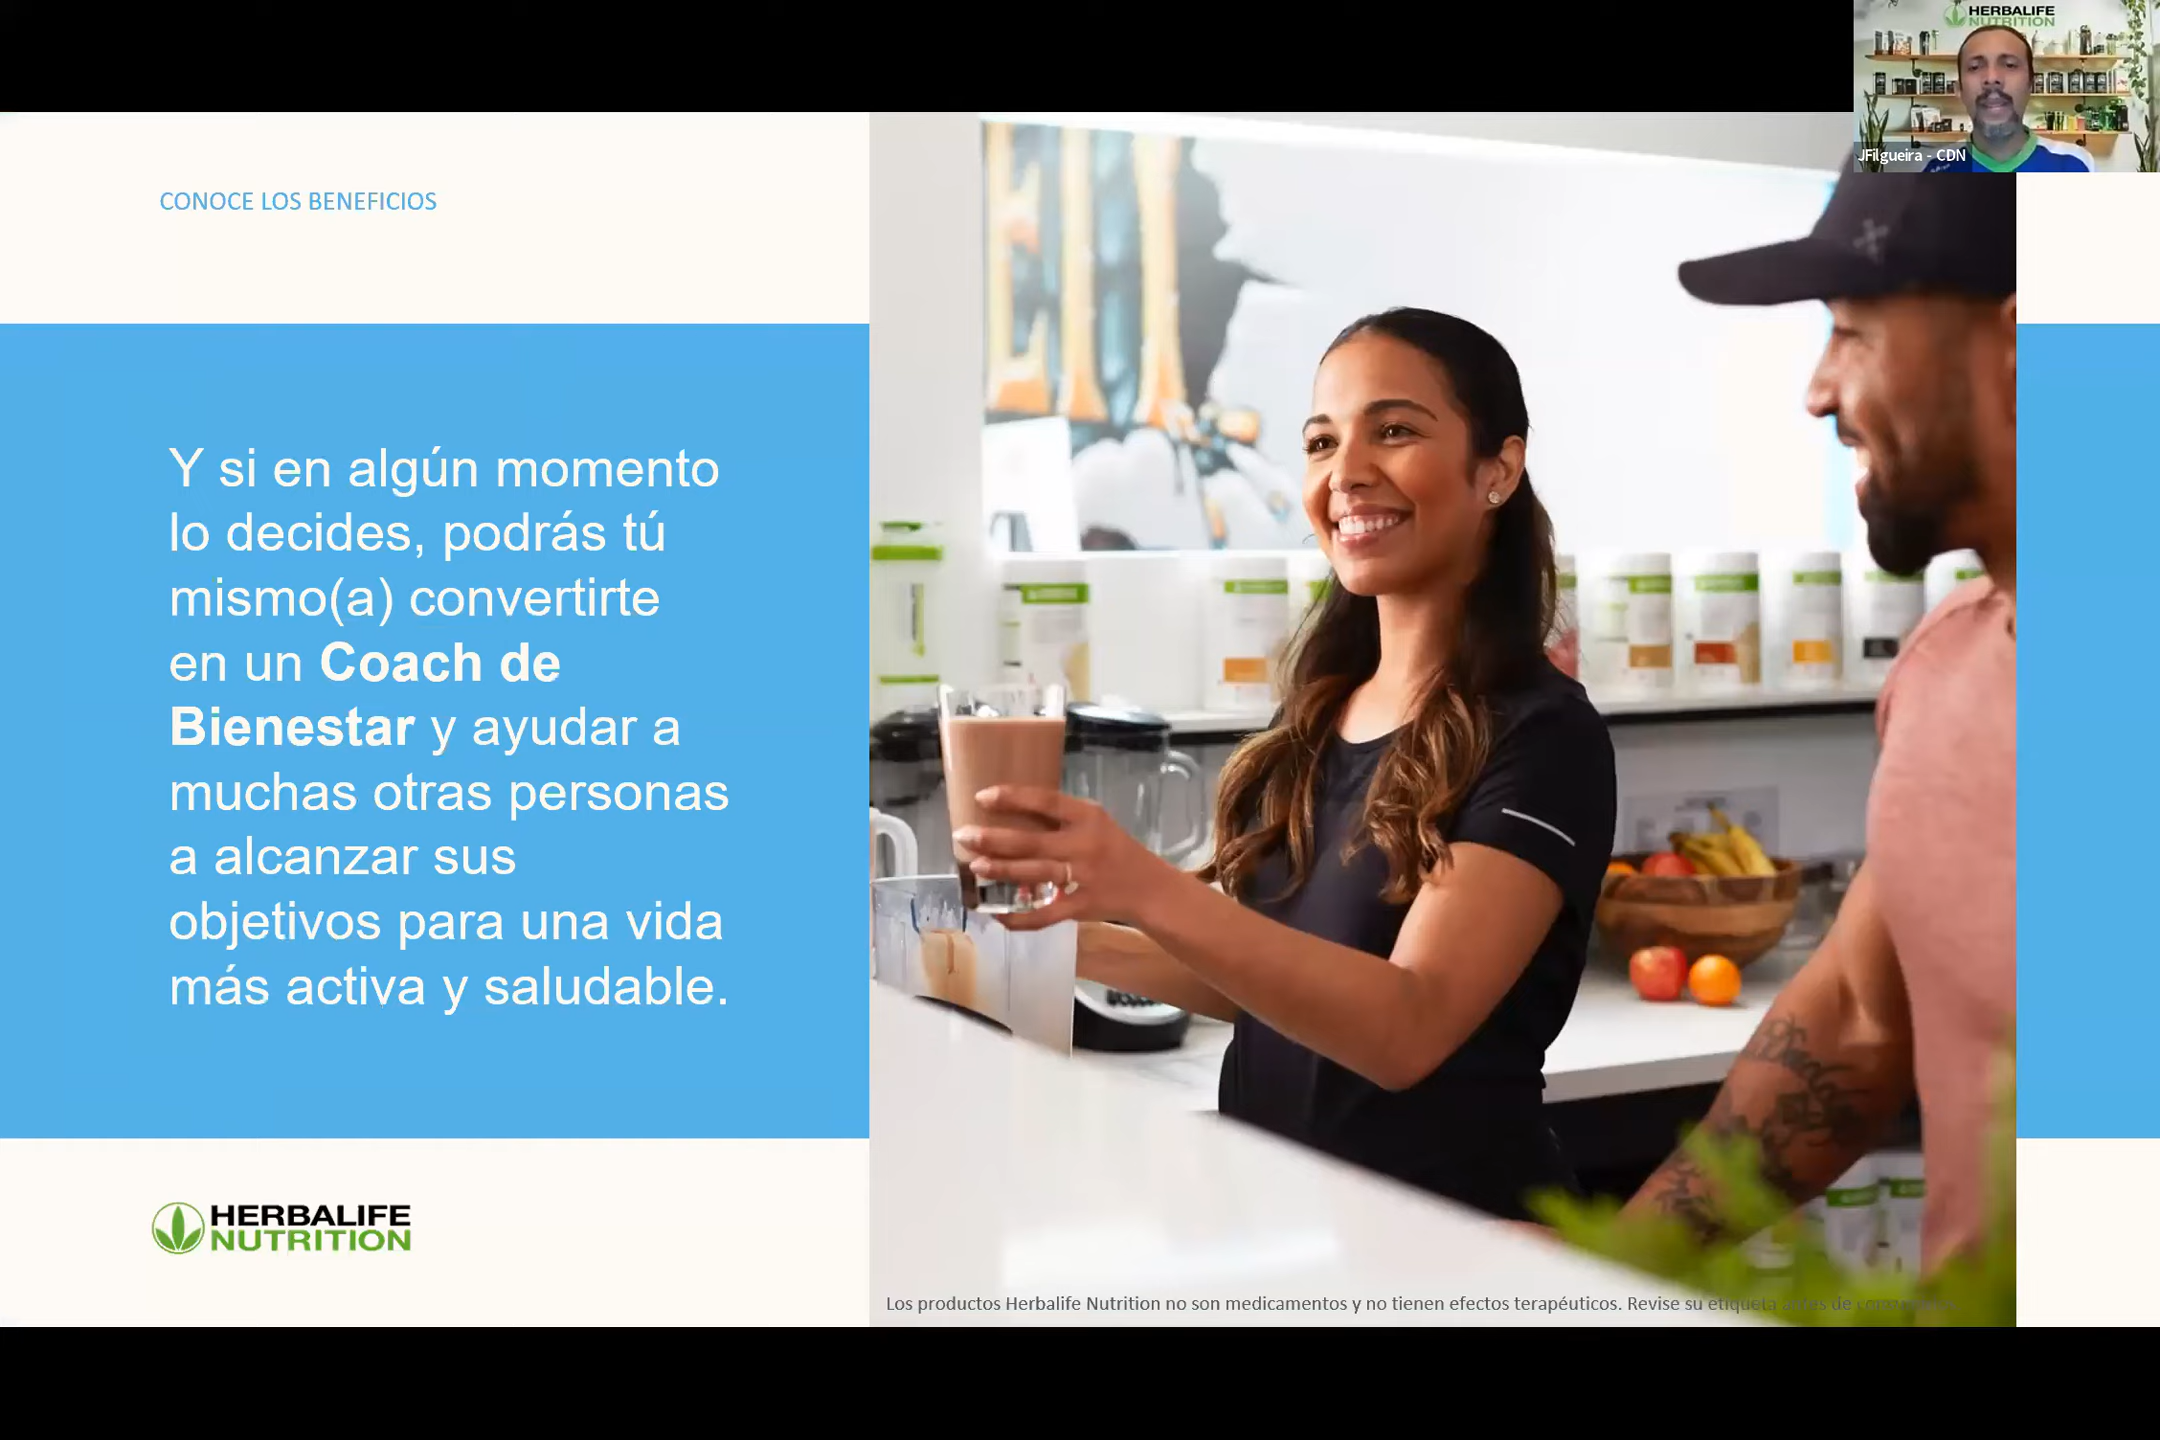 HERBALIFE
NUTRITION
JFilgueira - CDN
CONOCE LOS BENEFICIOS
Y si en algún momento
lo decides, podrás tú
mismo(a) convertirte
en un Coach de
Bienestar y ayudar a
muchas otras personas
a alcanzar sus
objetivos para una vida
más activa y saludable.
HERBALIFE
NUTRITION
Los productos Herbalife Nutrition no son medicamentos y no tienen efectos terapéuticos. Revise su etiqueta antes de